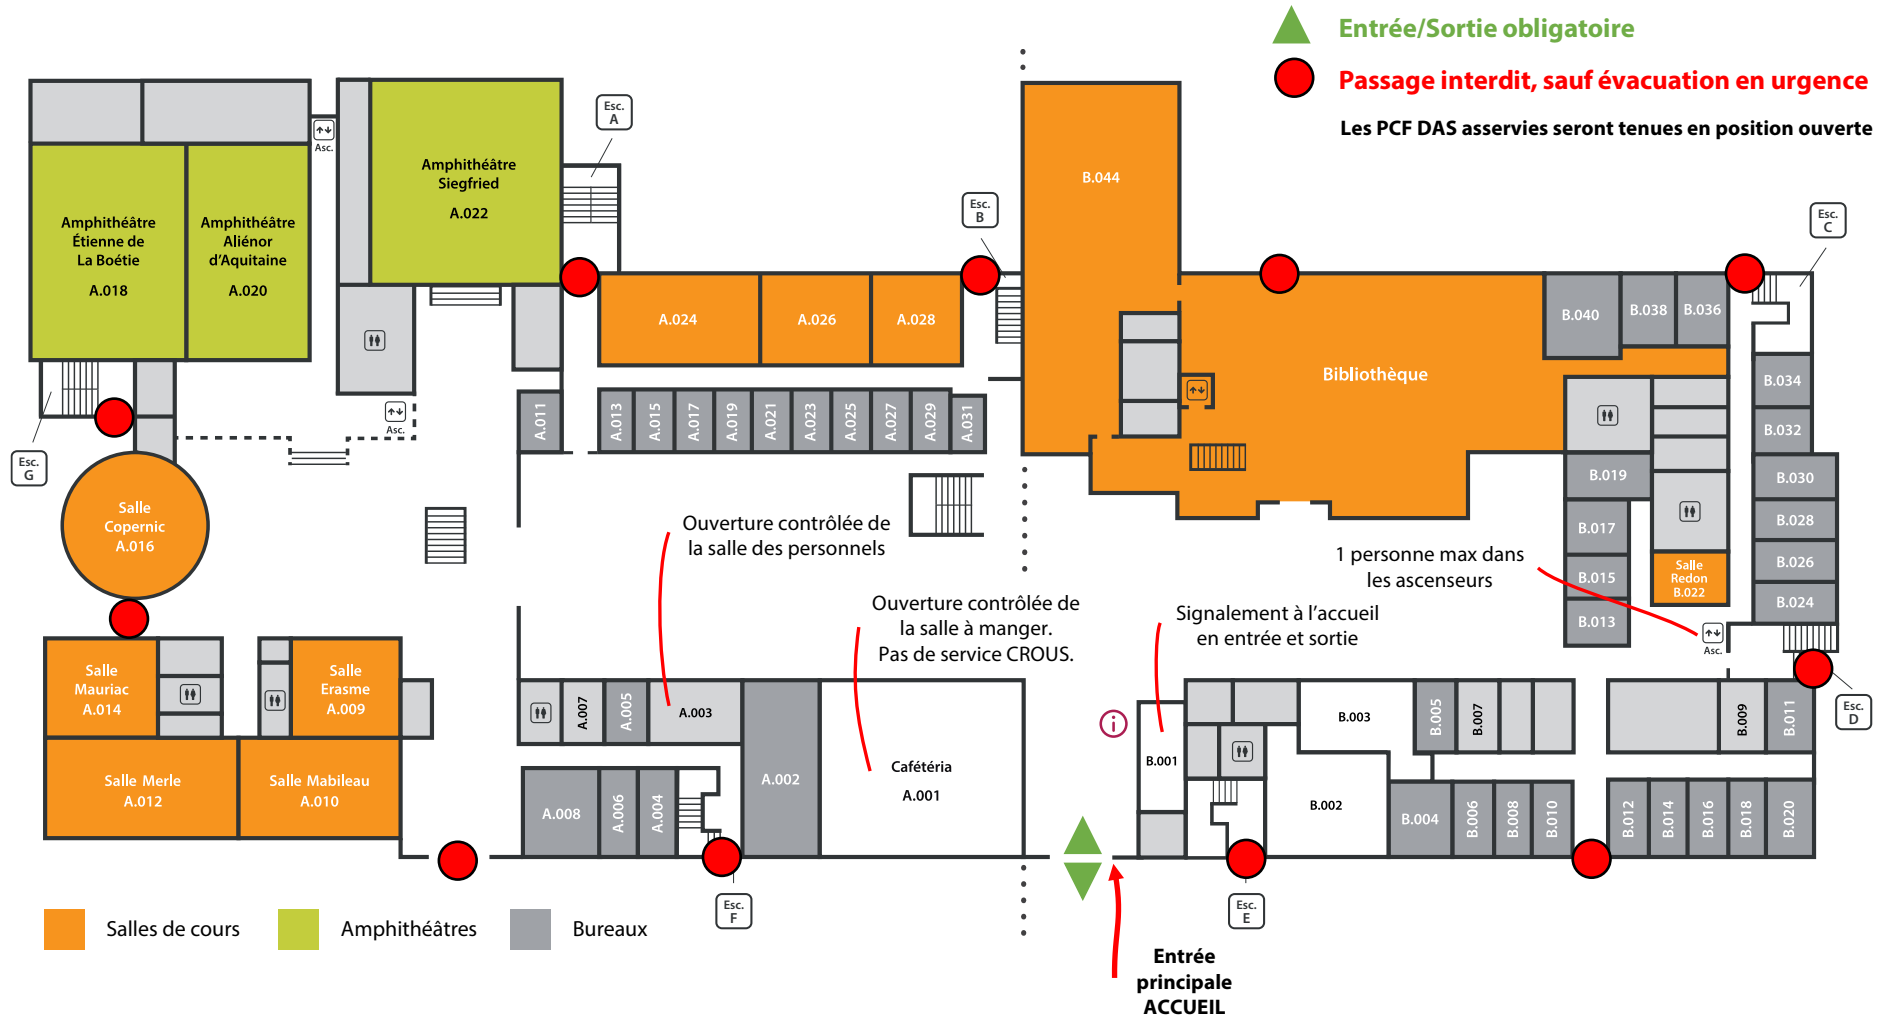 Entrée/Sortie obligatoire
Passage interdit, sauf évacuation en urgence
Les PCF DAS asservies seront tenues en position ouverte
Esc.
A
Asc.
Amphithéâtre
Siegfried
A.022
Amphithéâtre
Étienne de
La Boétie
A.018
Amphithéâtre
Aliénor
d'Aquitaine
A.020
Esc.
B
B.044
Esc.
C
A.024
A.026
A.028
B.040
B.038
B.036
Bibliothèque
B.034
B.032
Asc.
A.011
A.013
A.015
A.017
A.019
A.021
A.023
A.025
A.027
A.029
A.031
Esc.
G
B.019
B.030
Salle
Copernic
A.016
Ouverture contrôlée de
la salle des personnels
B.017
B.028
1 personne max dans
les ascenseurs
B.015
Salle
Redon
B.022
B.026
B.024
B.013
Ouverture contrôlée de
la salle à manger.
Pas de service CROUS.
Signalement à l'accueil
en entrée et sortie
Asc.
Salle
Mauriac
A.014
Salle
Erasme
A.009
A.007
A.005
A.003
B.003
B.005
B.007
B.009
B.011
Esc.
D
Salle Merle
A.012
Salle Mabileau
A.010
A.008
A.006
A.004
A.002
Cafétéria
A.001
B.001
B.002
B.004
B.006
B.008
B.010
B.012
B.014
B.016
B.018
B.020
Esc.
F
Esc.
E
Salles de cours
Amphithéâtres
Bureaux
Entrée
principale
ACCUEIL